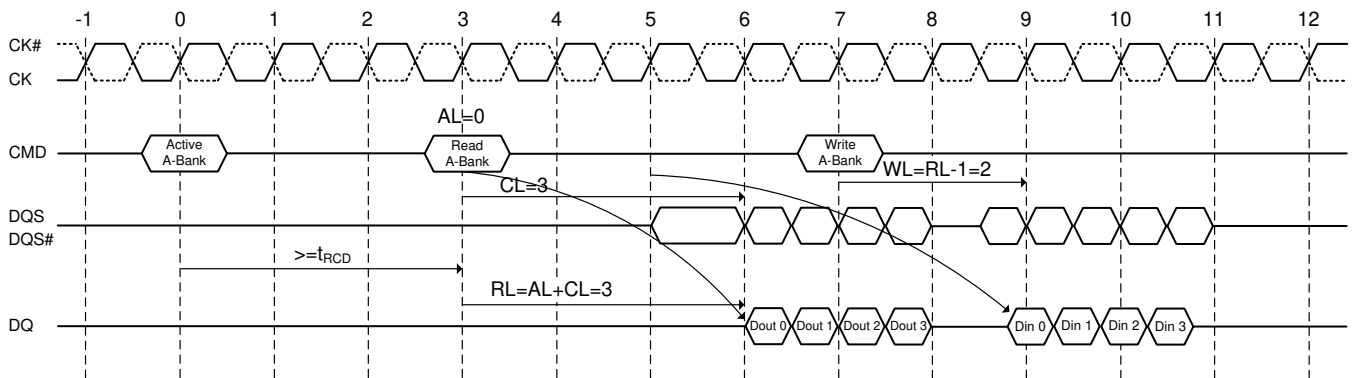 -1 0 1 2 3 4 5 6 7 8 9 10 11 12
CK#
CK
AL=0
CMD Active A-Bank Read A-Bank Write A-Bank
CL=3 WL=RL-1=2
DQS
DQS#
>=tRCD
RL=AL+CL=3
DQ Dout 0 Dout 1 Dout 2 Dout 3 Din 0 Din 1 Din 2 Din 3